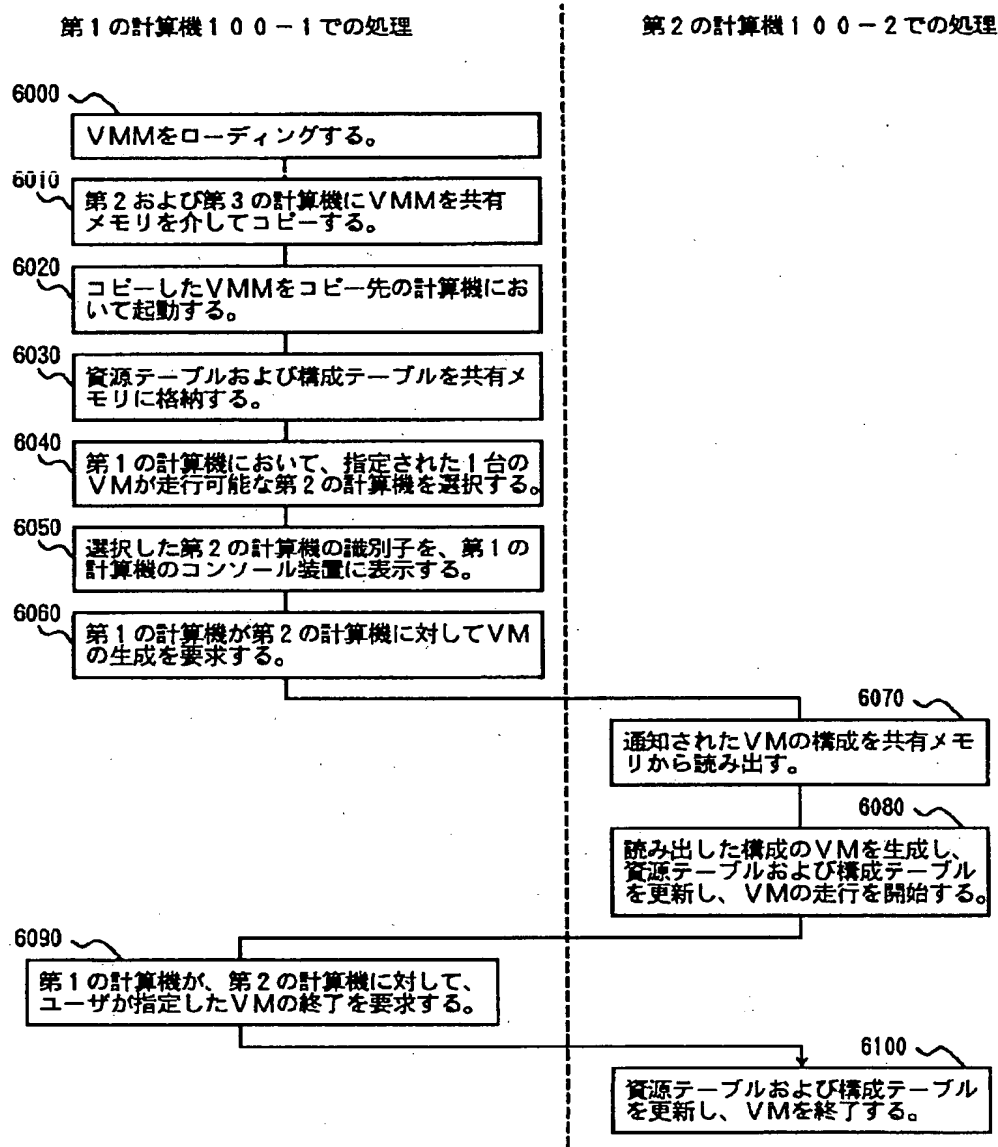 第1の計算機100-1での処理
第2の計算機100-2での処理
6000
VMMをローディングする。
6010
第2および第3の計算機にVMMを共有
メモリを介してコピーする。
6020
コピーしたVMMをコピー先の計算機にお
いて起動する。
6030
資源テーブルおよび構成テーブルを共有メ
モリに格納する。
6040
第1の計算機において、指定された1台の
VMが走行可能な第2の計算機を選択する。
6050
選択した第2の計算機の識別子を、第1の
計算機のコンソール装置に表示する。
6060
第1の計算機が第2の計算機に対してVM
の生成を要求する。
6070
通知されたVMの構成を共有メモ
リから読み出す。
6080
読み出した構成のVMを生成し、
資源テーブルおよび構成テーブル
を更新し、VMの走行を開始する。
6090
第1の計算機が、第2の計算機に対して、
ユーザが指定したVMの終了を要求する。
6100
資源テーブルおよび構成テーブル
を更新し、VMを終了する。